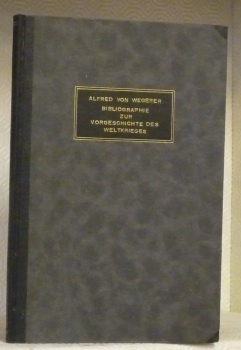 ALFRED VON WEGERER
BIBLIOGRAPHIE
ZUR
VORGESCHICHTE DES
WELTKRIEGES